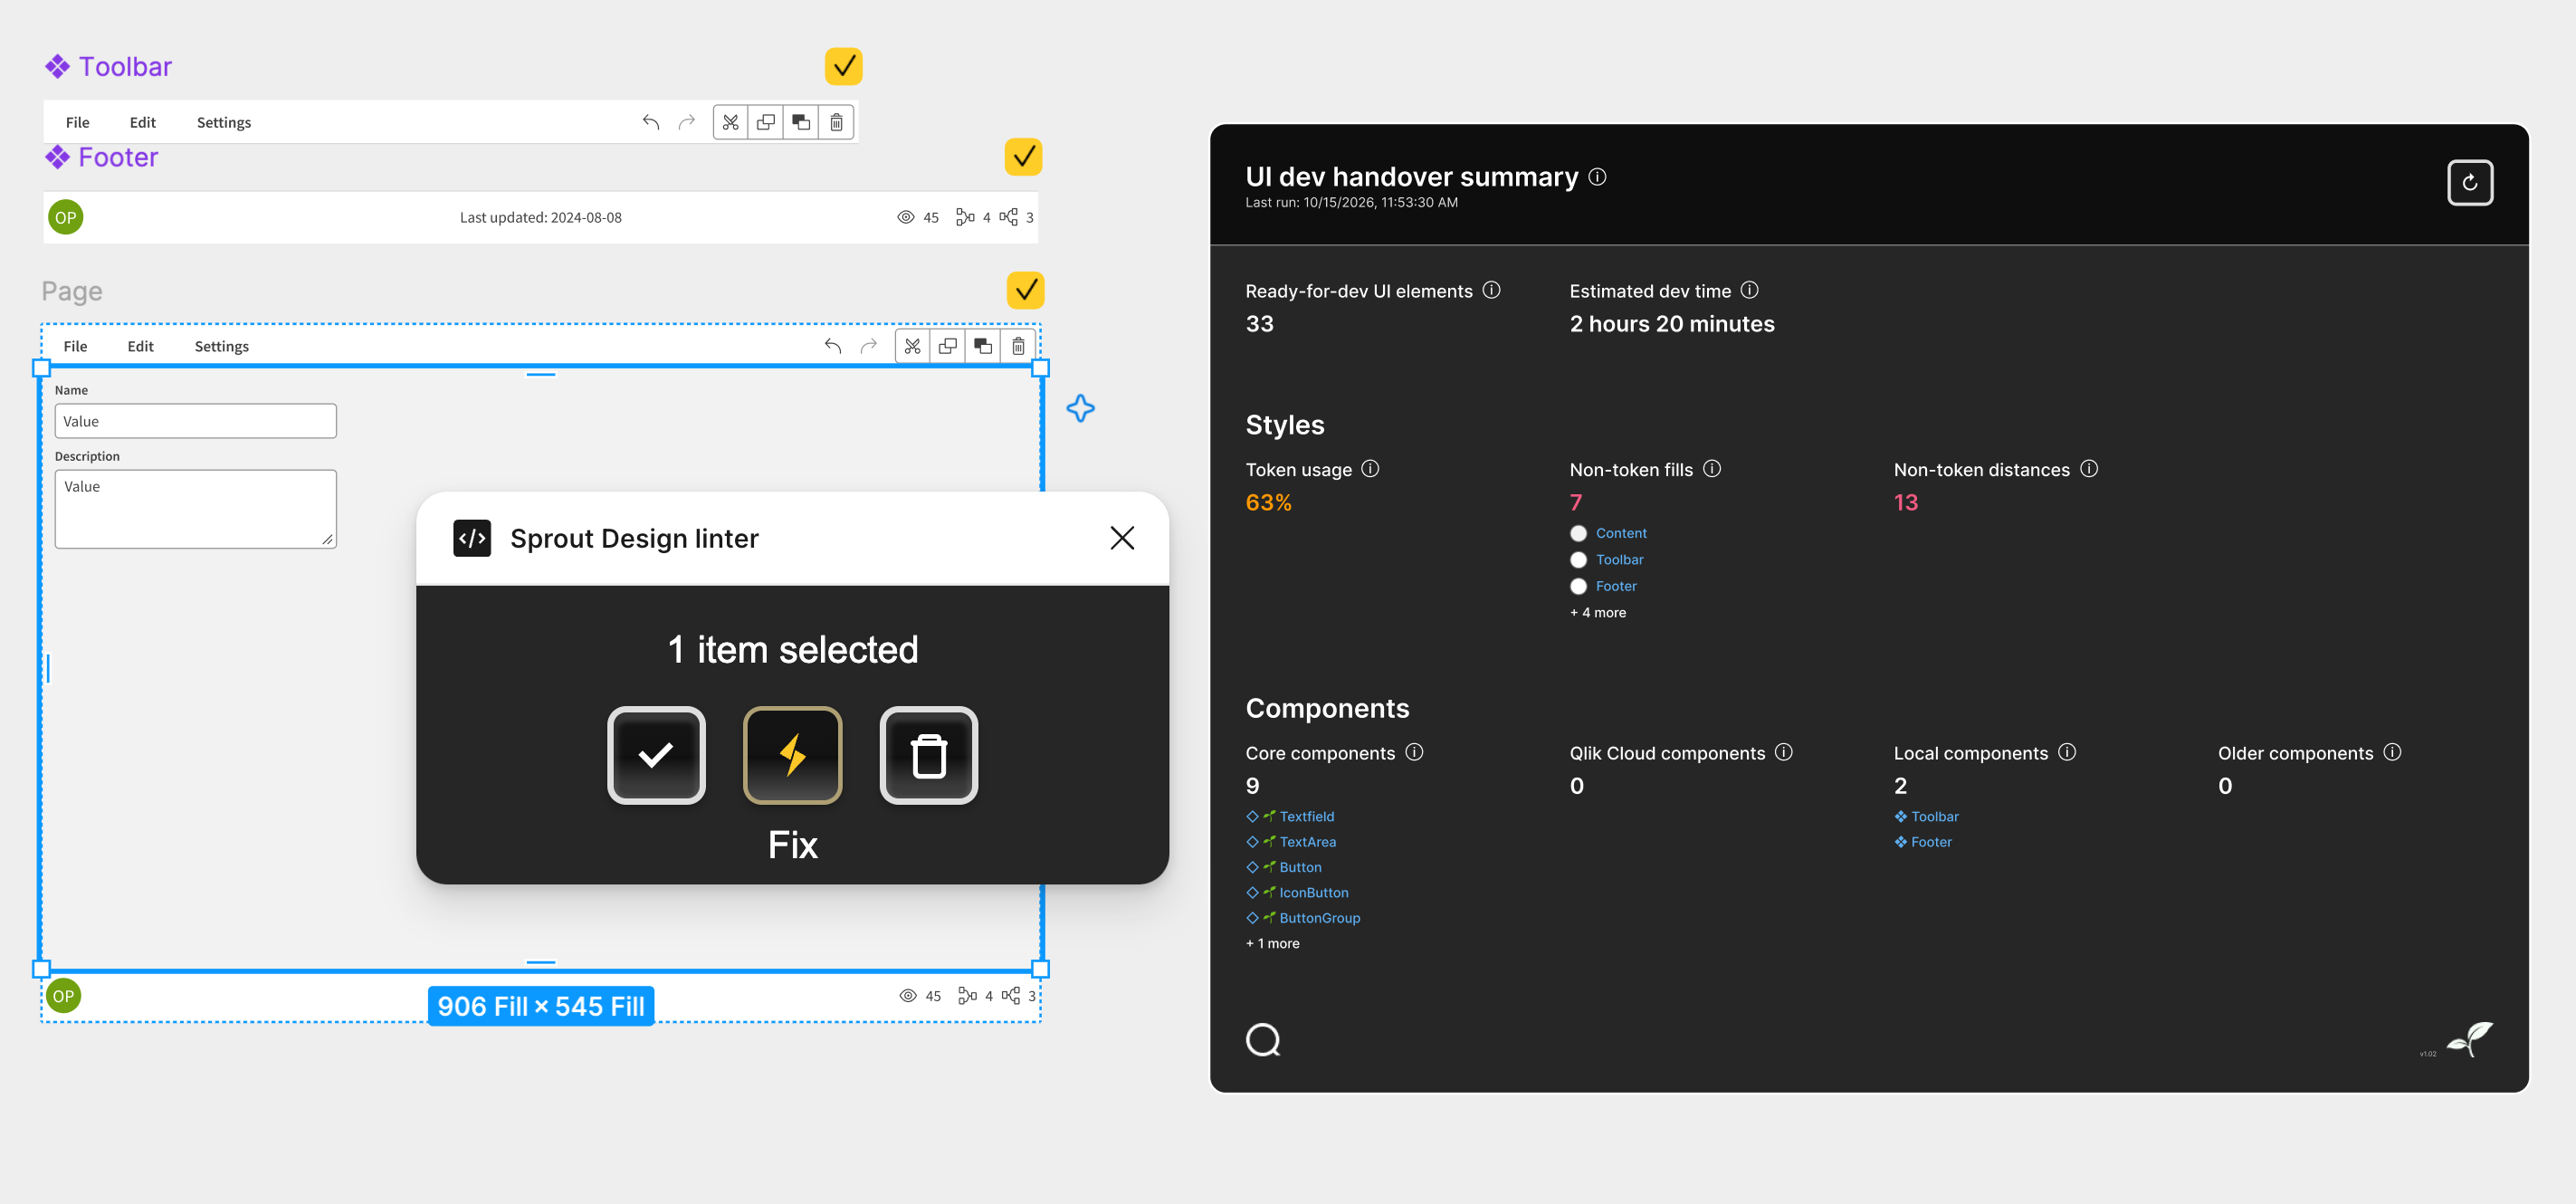 Toolbar
File Edit Settings
Footer
OP Last updated: 2024-08-08 45 4 3
Page
File Edit Settings
Name
Value
Description
Value
Sprout Design linter
1 item selected
Fix
OP 45 4 3
906 Fill × 545 Fill
UI dev handover summary
Last run: 10/15/2026, 11:53:30 AM
Ready-for-dev UI elements Estimated dev time
33 2 hours 20 minutes
Styles
Token usage Non-token fills Non-token distances
63% 7 13
Content
Toolbar
Footer
+ 4 more
Components
Core components Qlik Cloud components Local components Older components
9 0 2 0
Textfield Toolbar
TextArea Footer
Button
IconButton
ButtonGroup
+ 1 more
v1.02